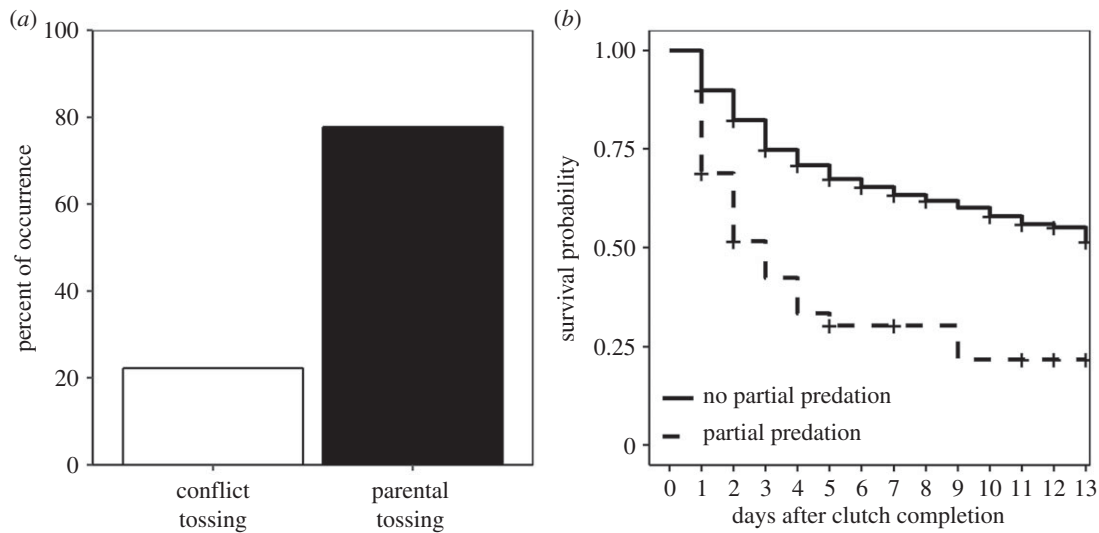 (a)
100
80
60
40
20
0
percent of occurrence
conflict
tossing
parental
tossing
(b)
1.00
0.75
0.50
0.25
0
survival probability
no partial predation
partial predation
0 1 2 3 4 5 6 7 8 9 10 11 12 13
days after clutch completion